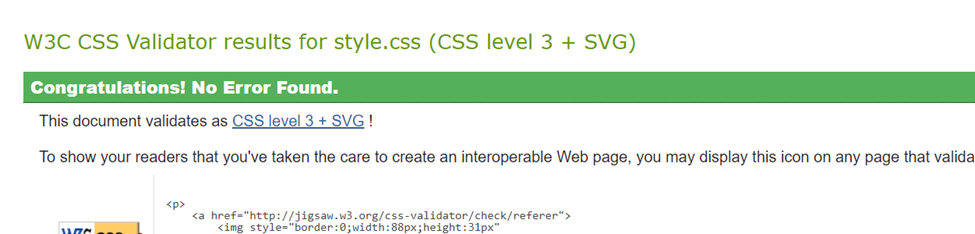 W3C CSS Validator results for style.css (CSS level 3 + SVG)
Congratulations! No Error Found.
This document validates as CSS level 3 + SVG !
To show your readers that you've taken the care to create an interoperable Web page, you may display this icon on any page that valida
<p>
<a href="http://jigsaw.w3.org/css-validator/check/referer">
<img style="border:0;width:88px;height:31px"
W3C css